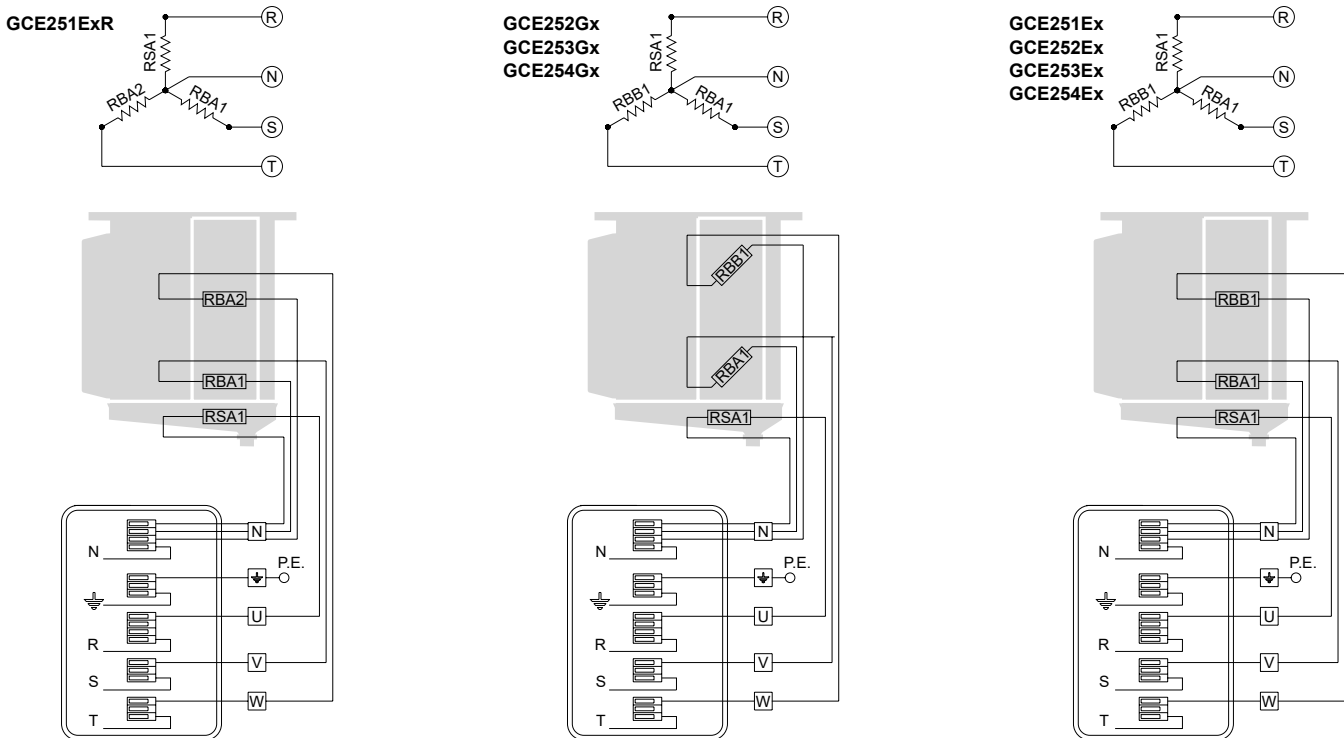 GCE251ExR
R
RSA1
N
RBA2
RBA1
S
T
RBA2
RBA1
RSA1
N
N
P.E.
U
R
V
S
W
T
GCE252Gx
GCE253Gx
GCE254Gx
R
RSA1
N
RBB1
RBA1
S
T
RBB1
RBA1
RSA1
N
N
P.E.
U
R
V
S
W
T
GCE251Ex
GCE252Ex
GCE253Ex
GCE254Ex
R
RSA1
N
RBB1
RBA1
S
T
RBB1
RBA1
RSA1
N
N
P.E.
U
R
V
S
W
T